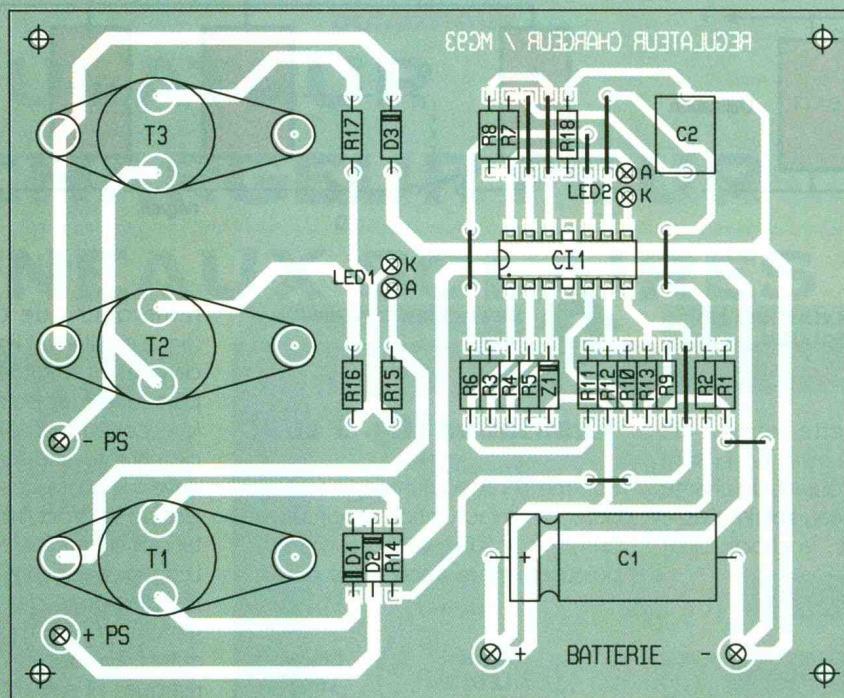 REGULATEUR CHARGEUR / MG93
T3
R17
D3
R8
R7
R18
C2
LED2
A
K
CI1
LED1
K
A
T2
R16
R15
R6
R3
R4
R5
Z1
R11
R12
R10
R13
R9
R2
R1
- PS
T1
D1
D2
R14
+
C1
+ PS
+ BATTERIE -